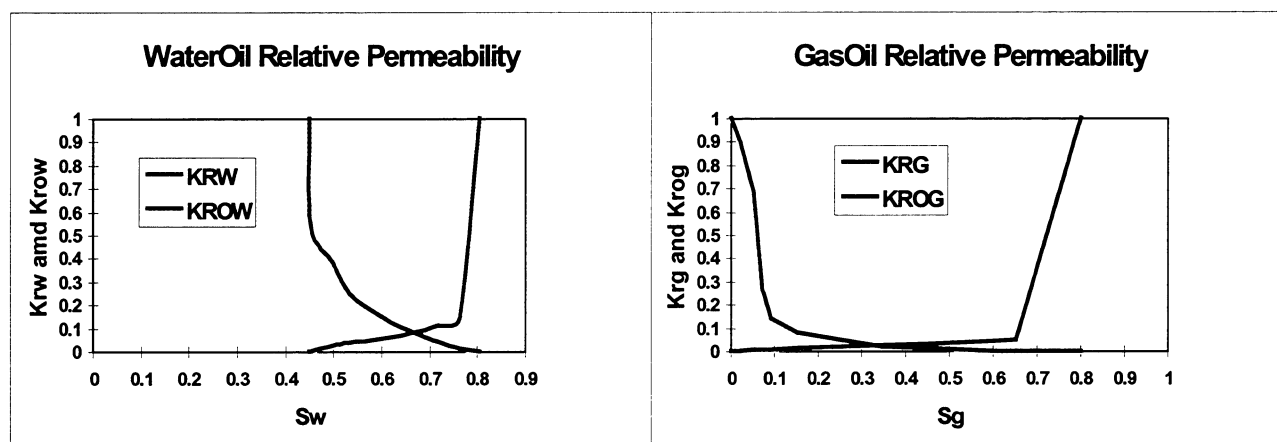 WaterOil Relative Permeability
1
0.9
0.8
0.7
0.6
0.5
0.4
0.3
0.2
0.1
0
Krw amd Krow
KRW
KROW
0 0.1 0.2 0.3 0.4 0.5 0.6 0.7 0.8 0.9
Sw
GasOil Relative Permeability
1
0.9
0.8
0.7
0.6
0.5
0.4
0.3
0.2
0.1
0
Krg and Krog
KRG
KROG
0 0.1 0.2 0.3 0.4 0.5 0.6 0.7 0.8 0.9 1
Sg